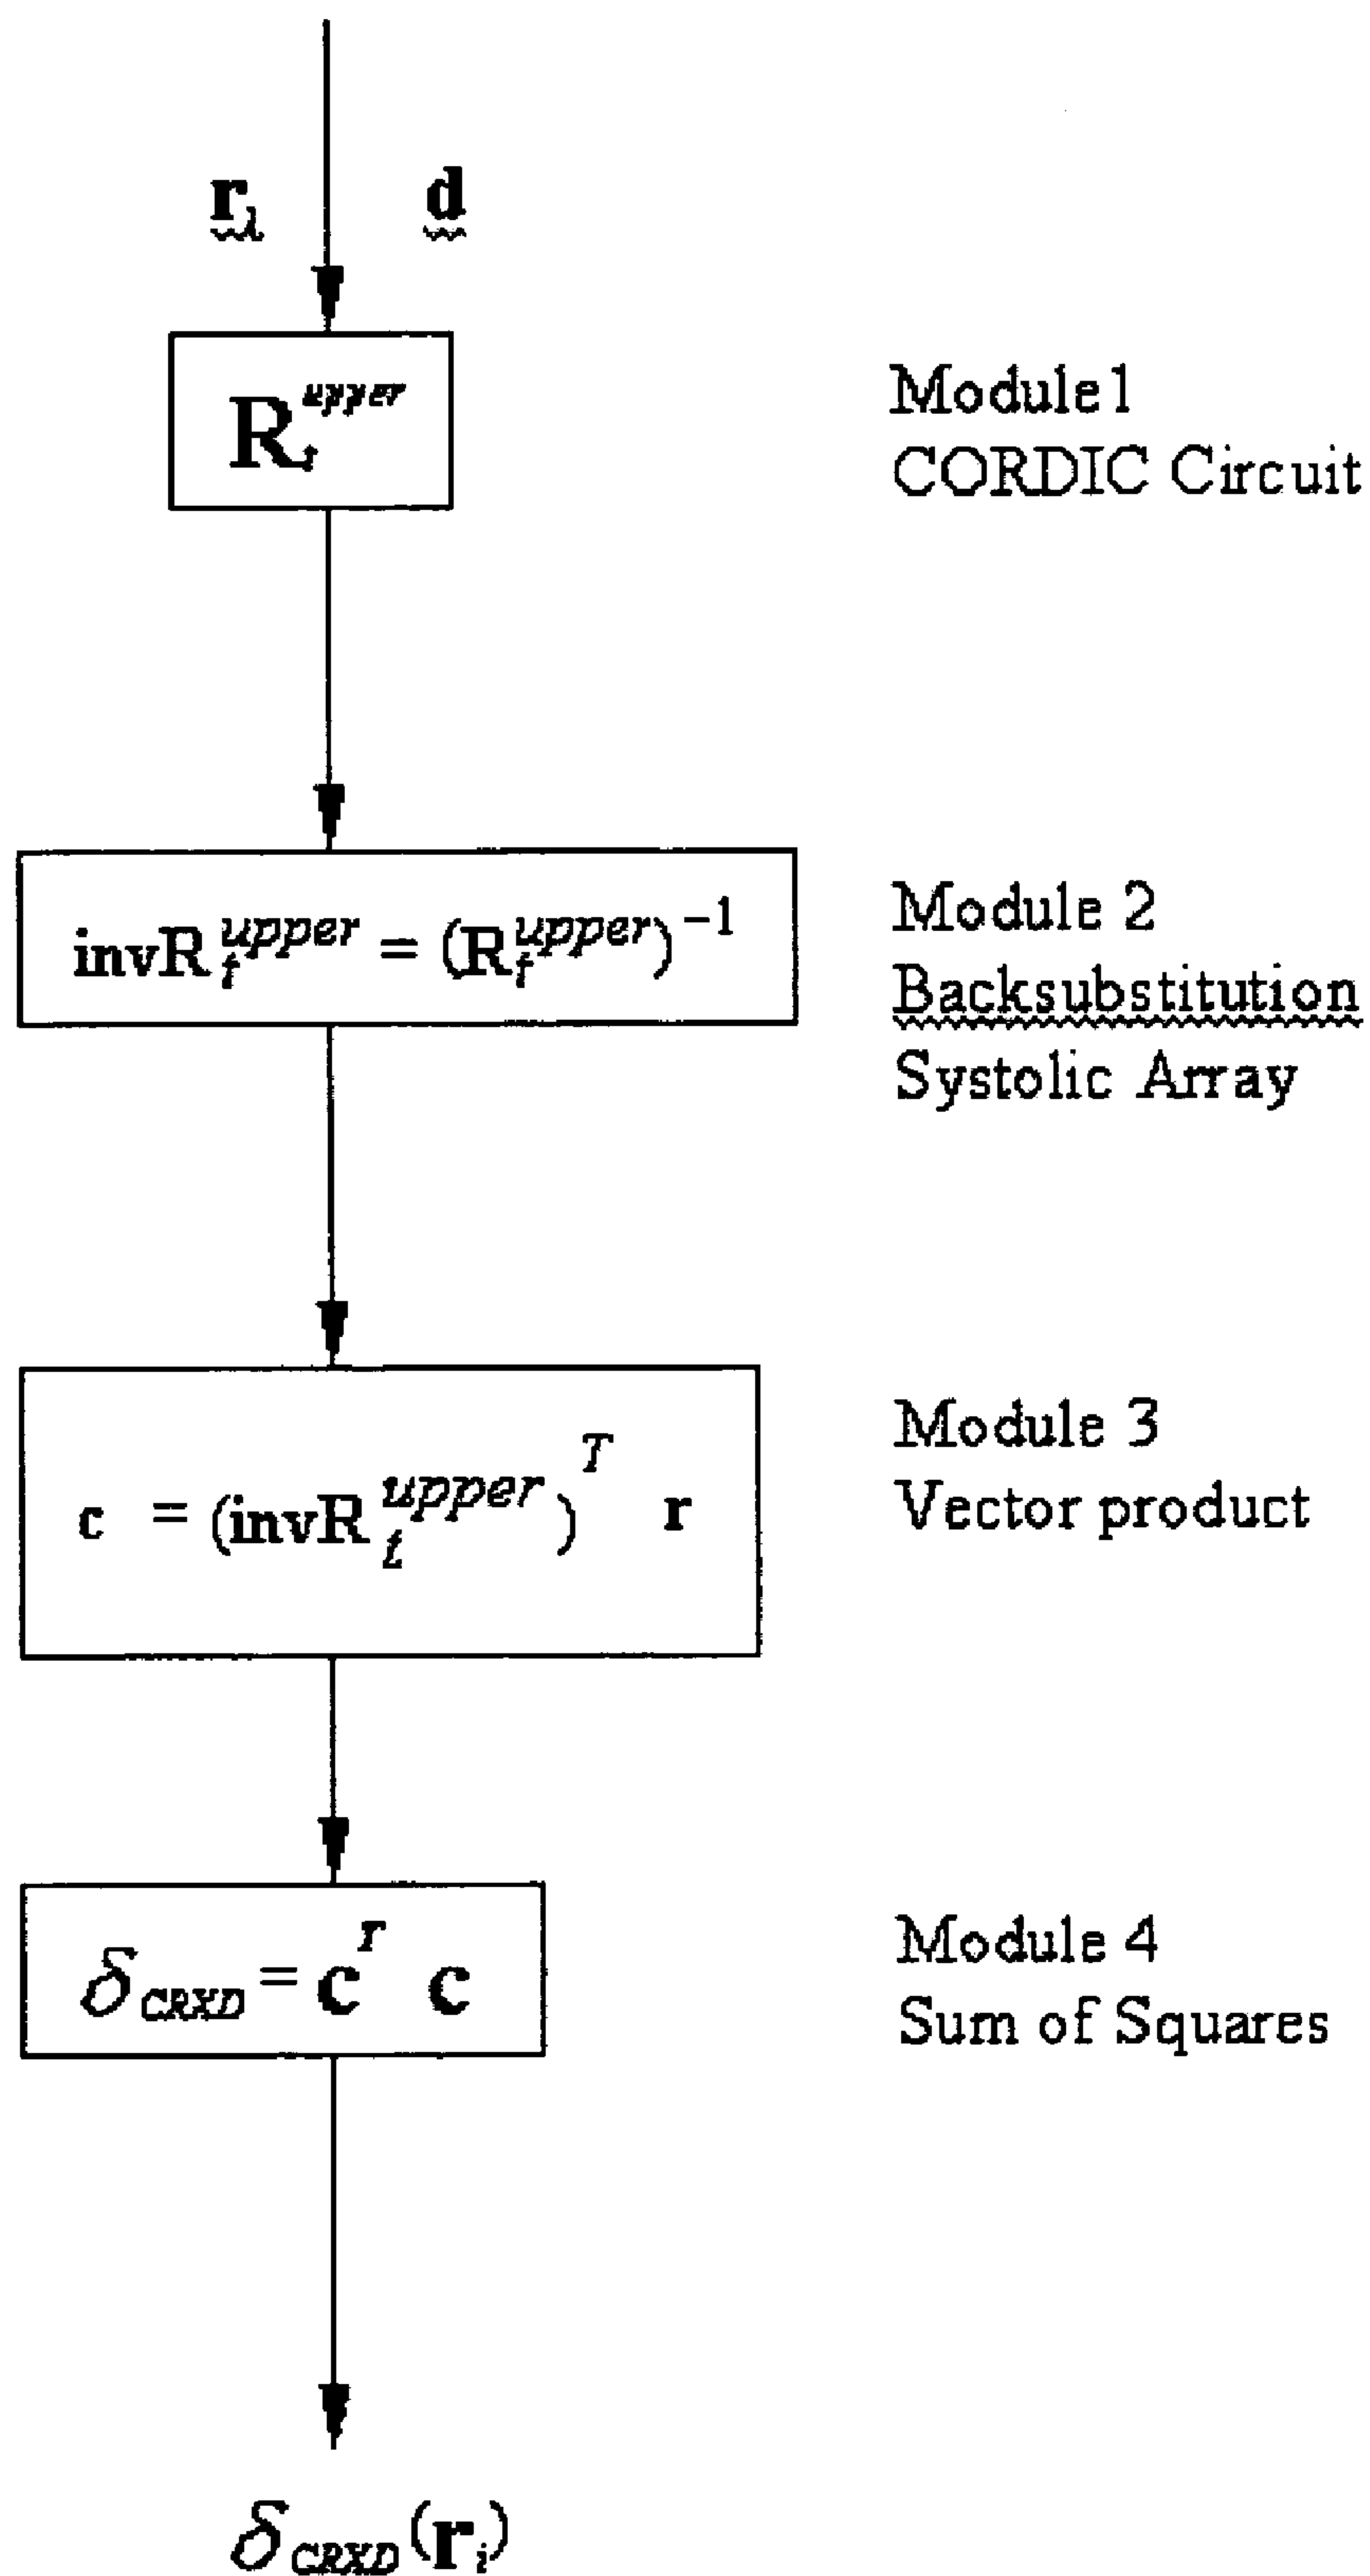 r_i d
R_t^upper
Module 1
CORDIC Circuit
invR_t^upper = (R_t^upper)^-1
Module 2
Backsubstitution
Systolic Array
c = (invR_t^upper)^T r
Module 3
Vector product
δ_CRXD = c^T c
Module 4
Sum of Squares
δ_CRXD(r_i)